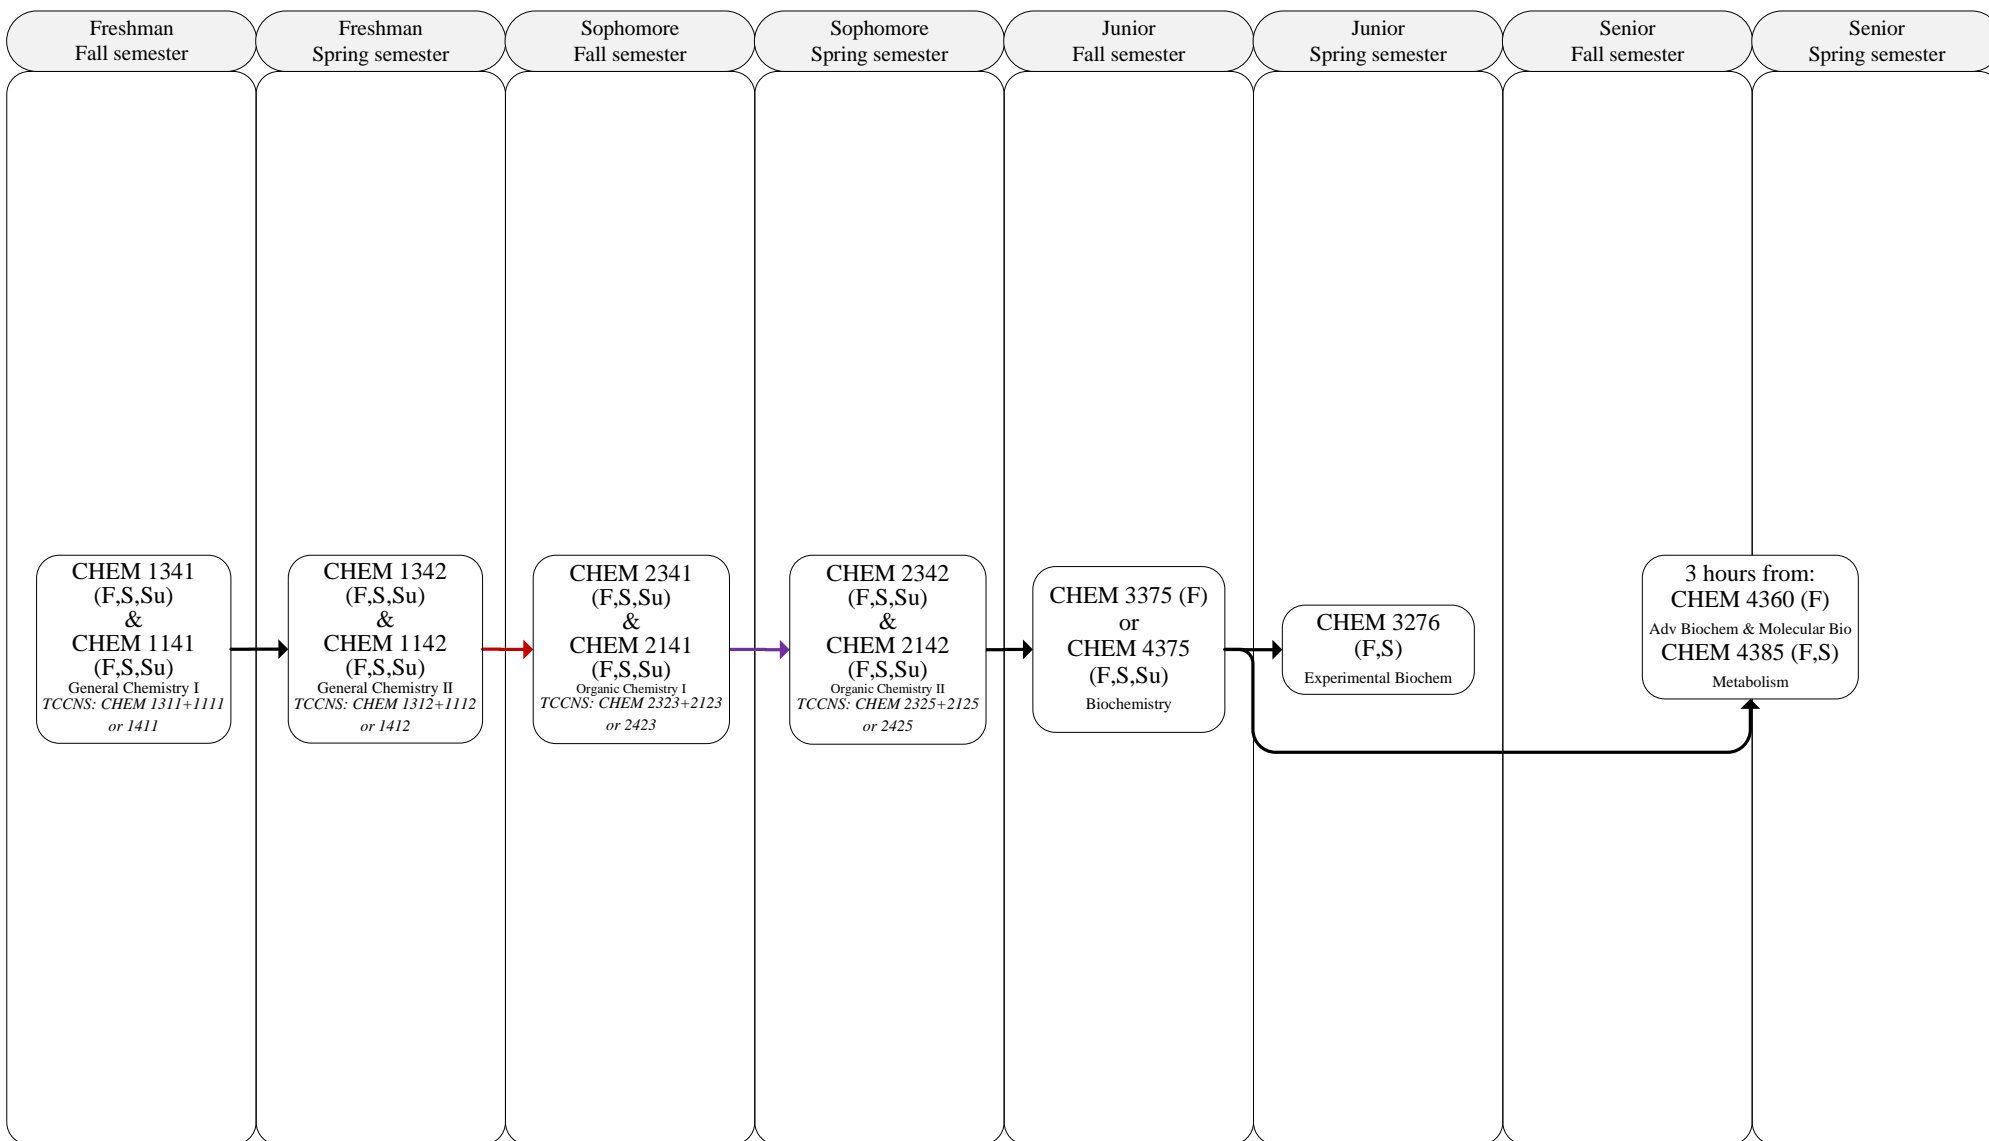 Freshman
Fall semester
Freshman
Spring semester
Sophomore
Fall semester
Sophomore
Spring semester
Junior
Fall semester
Junior
Spring semester
Senior
Fall semester
Senior
Spring semester
CHEM 1341
(F,S,Su)
&
CHEM 1141
(F,S,Su)
General Chemistry I
TCCNS: CHEM 1311+1111
or 1411
CHEM 1342
(F,S,Su)
&
CHEM 1142
(F,S,Su)
General Chemistry II
TCCNS: CHEM 1312+1112
or 1412
CHEM 2341
(F,S,Su)
&
CHEM 2141
(F,S,Su)
Organic Chemistry I
TCCNS: CHEM 2323+2123
or 2423
CHEM 2342
(F,S,Su)
&
CHEM 2142
(F,S,Su)
Organic Chemistry II
TCCNS: CHEM 2325+2125
or 2425
CHEM 3375 (F)
or
CHEM 4375
(F,S,Su)
Biochemistry
CHEM 3276
(F,S)
Experimental Biochem
3 hours from:
CHEM 4360 (F)
Adv Biochem & Molecular Bio
CHEM 4385 (F,S)
Metabolism